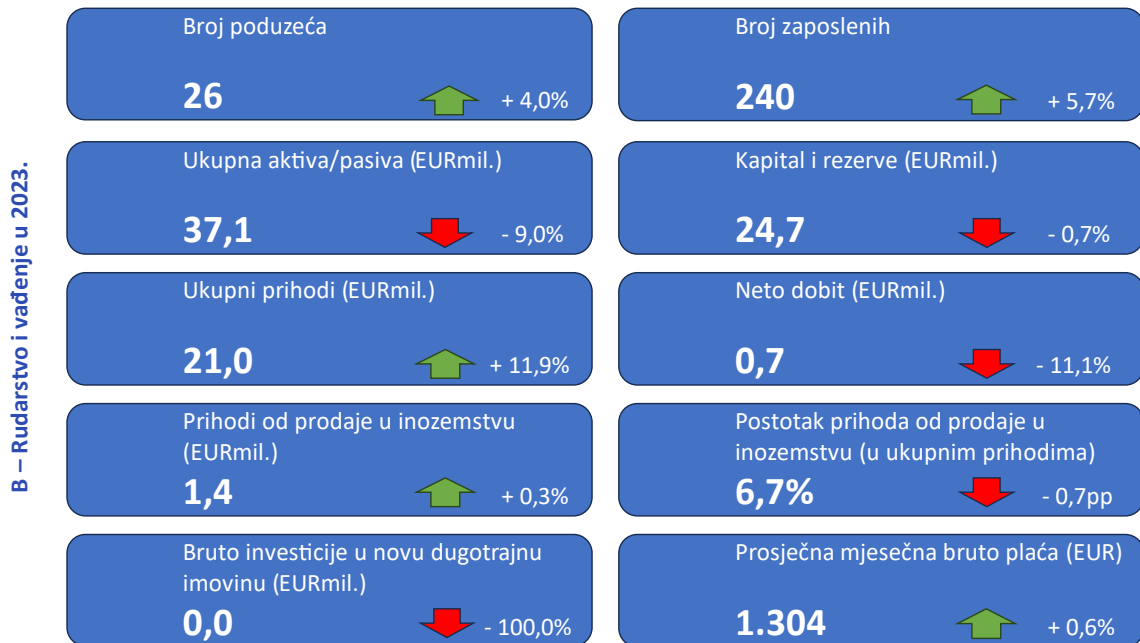 B – Rudarstvo i vađenje u 2023.
Broj poduzeća
26
+ 4,0%
Broj zaposlenih
240
+ 5,7%
Ukupna aktiva/pasiva (EURmil.)
37,1
- 9,0%
Kapital i rezerve (EURmil.)
24,7
- 0,7%
Ukupni prihodi (EURmil.)
21,0
+ 11,9%
Neto dobit (EURmil.)
0,7
- 11,1%
Prihodi od prodaje u inozemstvu
(EURmil.)
1,4
+ 0,3%
Postotak prihoda od prodaje u
inozemstvu (u ukupnim prihodima)
6,7%
- 0,7pp
Bruto investicije u novu dugotrajnu
imovinu (EURmil.)
0,0
- 100,0%
Prosječna mjesečna bruto plaća (EUR)
1.304
+ 0,6%